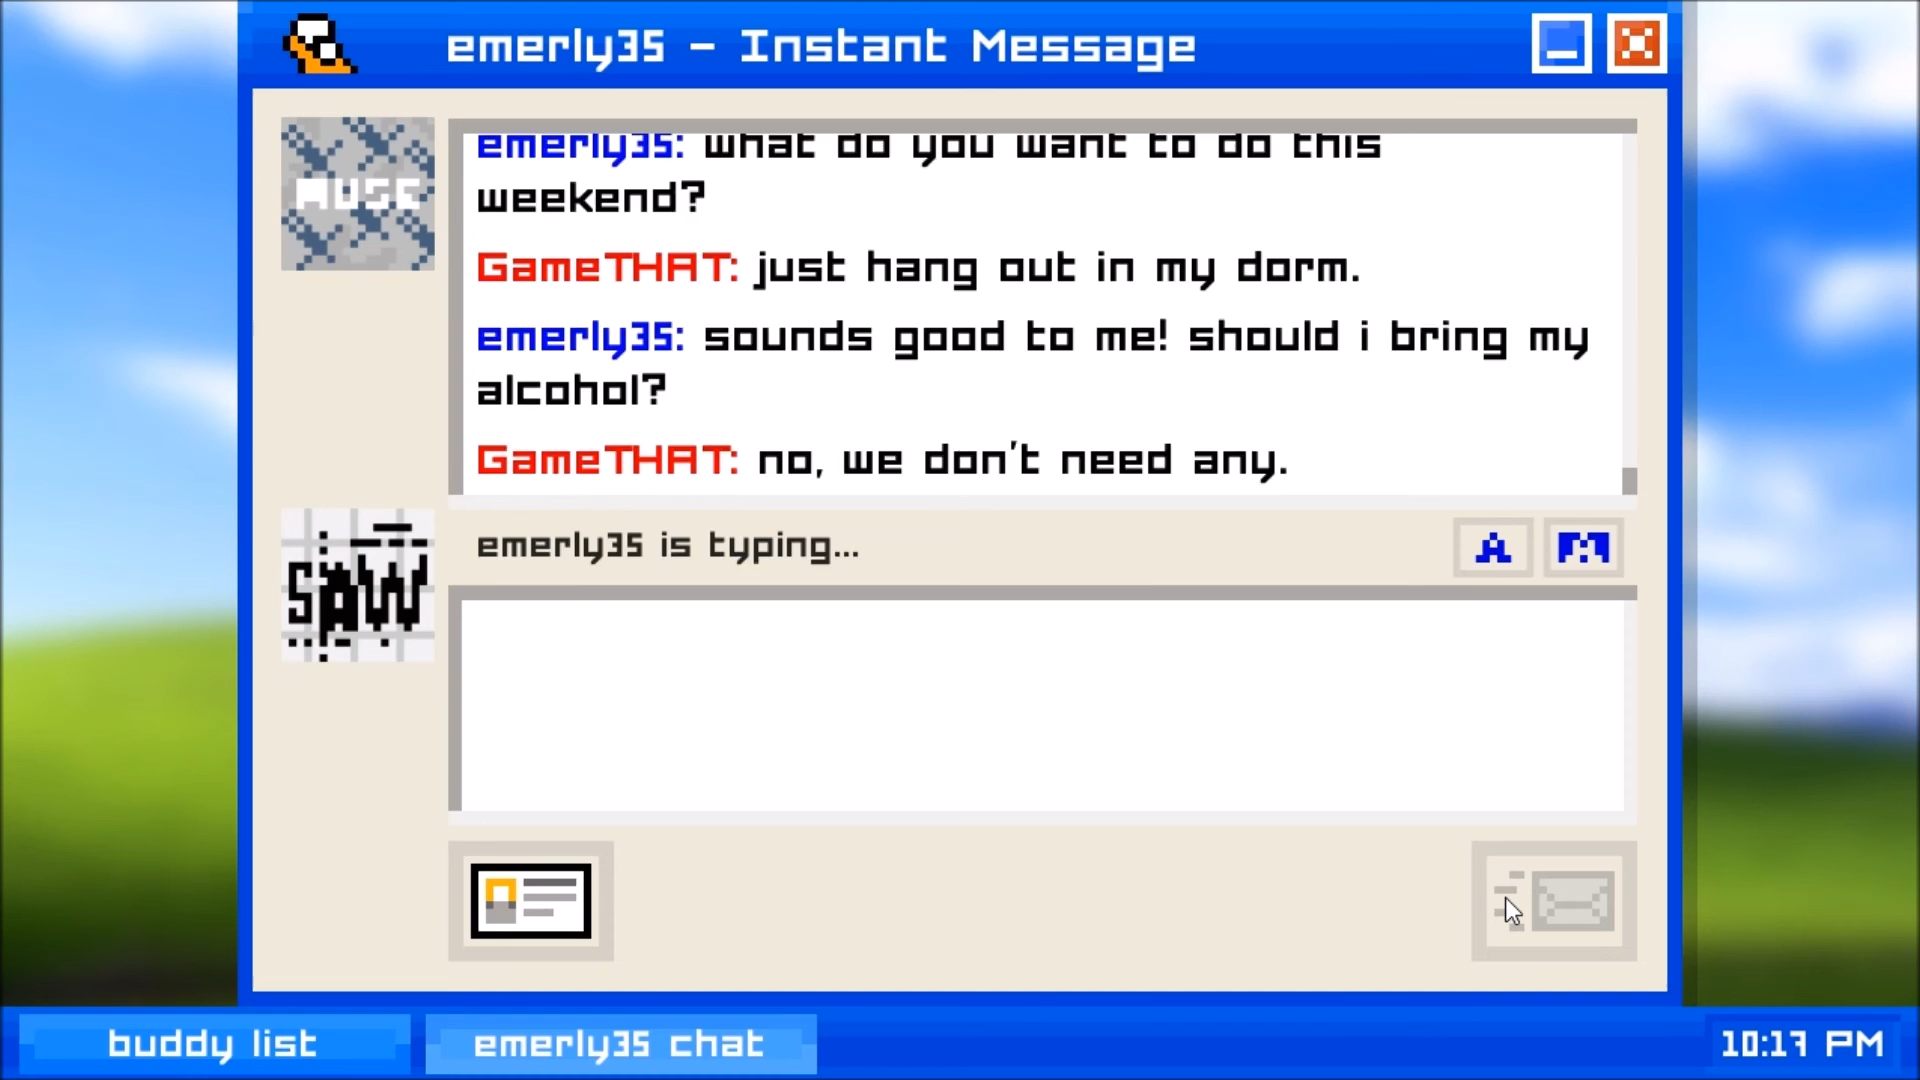 emerly35 - Instant Message
MUSE
emerly35: what do you want to do this
weekend?
GameTHAT: just hang out in my dorm.
emerly35: sounds good to me! should i bring my
alcohol?
GameTHAT: no, we don't need any.
SAW
emerly35 is typing...
A
M
buddy list
emerly35 chat
10:17 PM